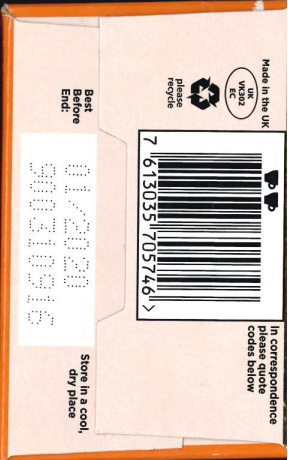 Made in the UK
UK
VK302
EC
please
recycle
7 613035 705746 >
In correspondence
please quote
codes below
Best
Before
End:
01/2020
900310916
Store in a cool,
dry place